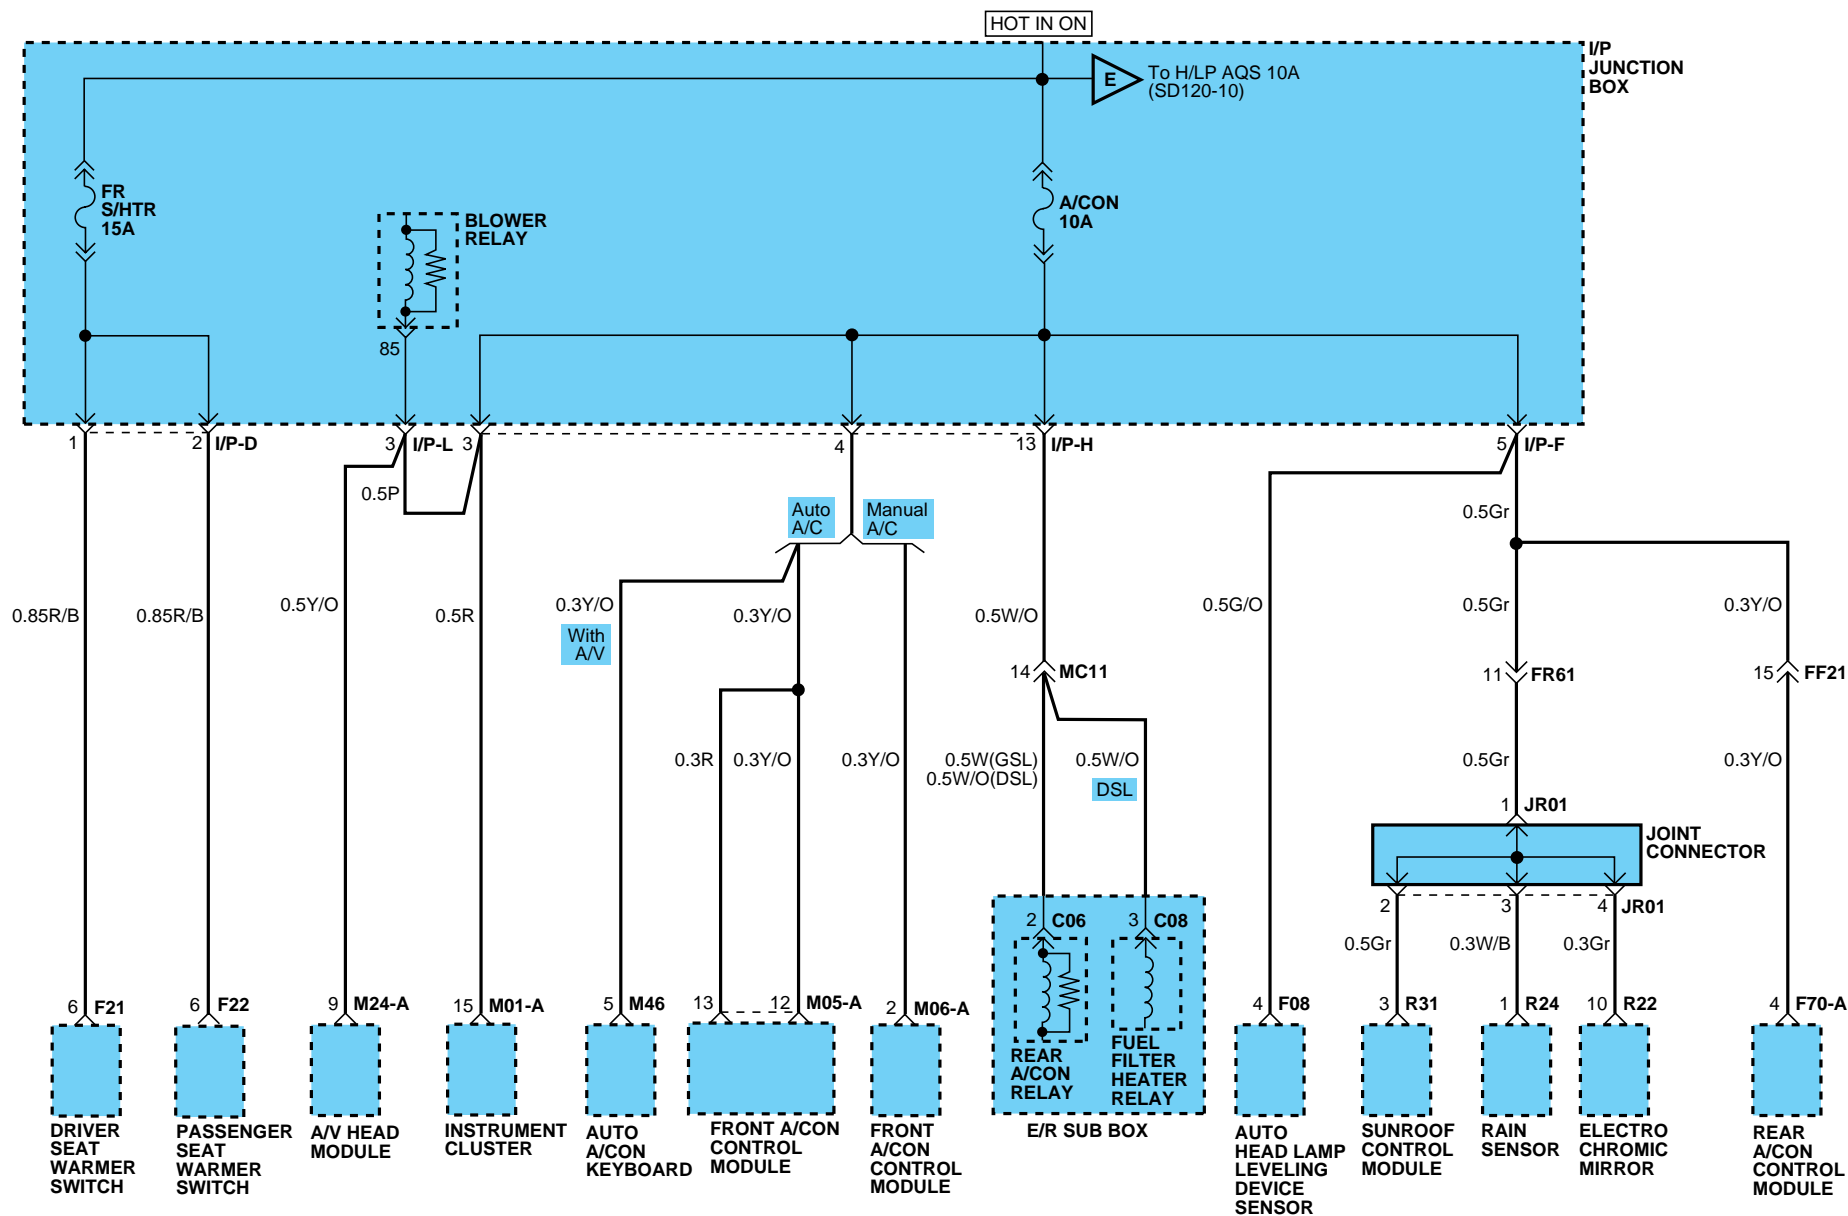 HOT IN ON
I/P
JUNCTION
BOX
E
To H/LP AQS 10A
(SD120-10)
FR
S/HTR
15A
BLOWER
RELAY
A/CON
10A
85
1
2 I/P-D
3 I/P-L
3
4
13 I/P-H
5 I/P-F
0.5P
Auto
A/C
Manual
A/C
0.5Gr
0.85R/B
0.85R/B
0.5Y/O
0.5R
0.3Y/O
With
A/V
0.3Y/O
0.5W/O
0.5G/O
0.5Gr
0.3Y/O
14 MC11
11 FR61
15 FF21
0.3R
0.3Y/O
0.3Y/O
0.5W(GSL)
0.5W/O(DSL)
0.5W/O
DSL
0.5Gr
0.3Y/O
1 JR01
JOINT
CONNECTOR
2
3
4 JR01
0.5Gr
0.3W/B
0.3Gr
2 C06
3 C08
REAR
A/CON
RELAY
FUEL
FILTER
HEATER
RELAY
E/R SUB BOX
6 F21
6 F22
9 M24-A
15 M01-A
5 M46
13
12 M05-A
2 M06-A
4 F08
3 R31
1 R24
10 R22
4 F70-A
DRIVER
SEAT
WARMER
SWITCH
PASSENGER
SEAT
WARMER
SWITCH
A/V HEAD
MODULE
INSTRUMENT
CLUSTER
AUTO
A/CON
KEYBOARD
FRONT A/CON
CONTROL
MODULE
FRONT
A/CON
CONTROL
MODULE
AUTO
HEAD LAMP
LEVELING
DEVICE
SENSOR
SUNROOF
CONTROL
MODULE
RAIN
SENSOR
ELECTRO
CHROMIC
MIRROR
REAR
A/CON
CONTROL
MODULE